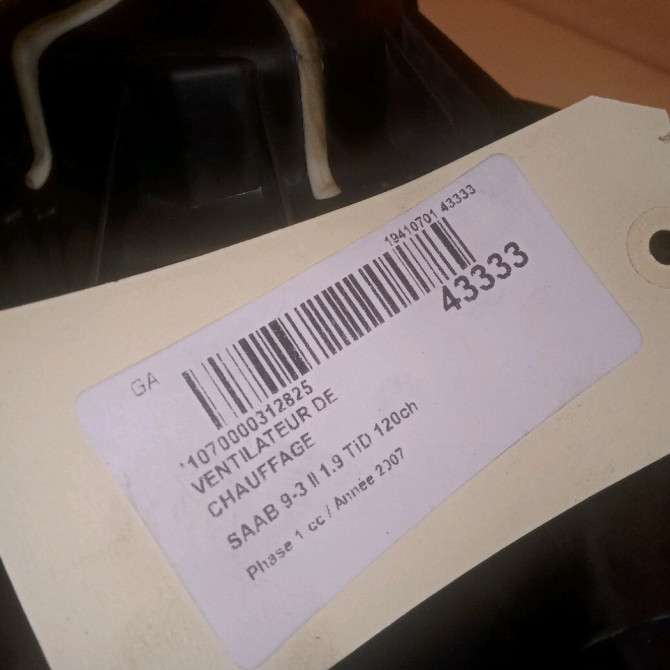 19410701 43333
43333
GA
'1070000312825
VENTILATEUR DE
CHAUFFAGE
SAAB 9-3 II 1.9 TiD 120ch
Phase 1 cc / Année 2007